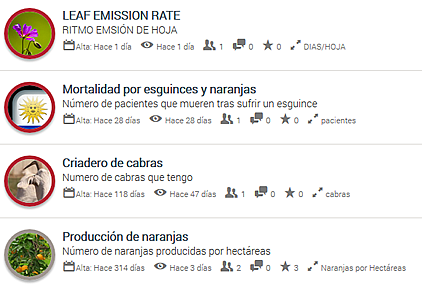 LEAF EMISSION RATE
RITMO EMSIÓN DE HOJA
Alta: Hace 1 día Hace 1 día 1 0 0 DIAS/HOJA
Mortalidad por esguinces y naranjas
Número de pacientes que mueren tras sufrir un esguince
Alta: Hace 28 días Hace 28 días 1 0 0 pacientes
Criadero de cabras
Numero de cabras que tengo
Alta: Hace 118 días Hace 47 días 1 0 0 cabras
Producción de naranjas
Número de naranjas producidas por hectáreas
Alta: Hace 314 días Hace 3 días 2 0 3 Naranjas por Hectáreas